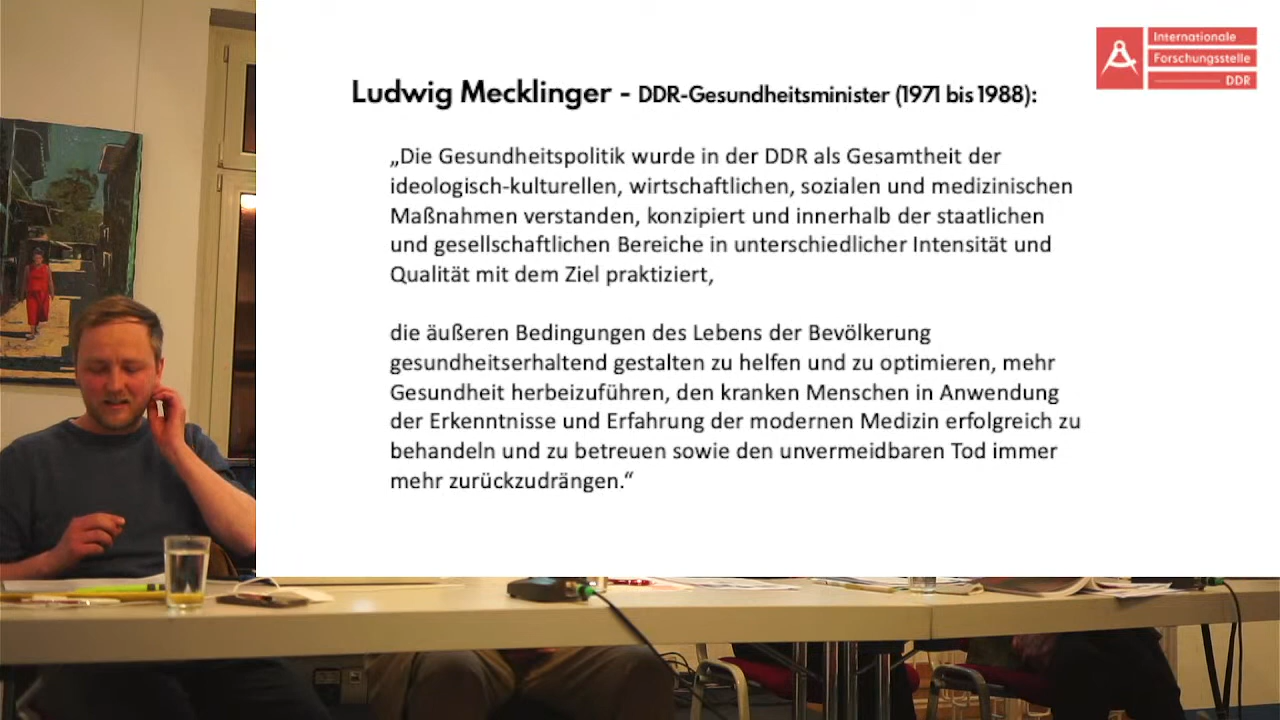 Internationale
Forschungsstelle
DDR
Ludwig Mecklinger - DDR-Gesundheitsminister (1971 bis 1988):
„Die Gesundheitspolitik wurde in der DDR als Gesamtheit der
ideologisch-kulturellen, wirtschaftlichen, sozialen und medizinischen
Maßnahmen verstanden, konzipiert und innerhalb der staatlichen
und gesellschaftlichen Bereiche in unterschiedlicher Intensität und
Qualität mit dem Ziel praktiziert,
die äußeren Bedingungen des Lebens der Bevölkerung
gesundheitserhaltend gestalten zu helfen und zu optimieren, mehr
Gesundheit herbeizuführen, den kranken Menschen in Anwendung
der Erkenntnisse und Erfahrung der modernen Medizin erfolgreich zu
behandeln und zu betreuen sowie den unvermeidbaren Tod immer
mehr zurückzudrängen.“